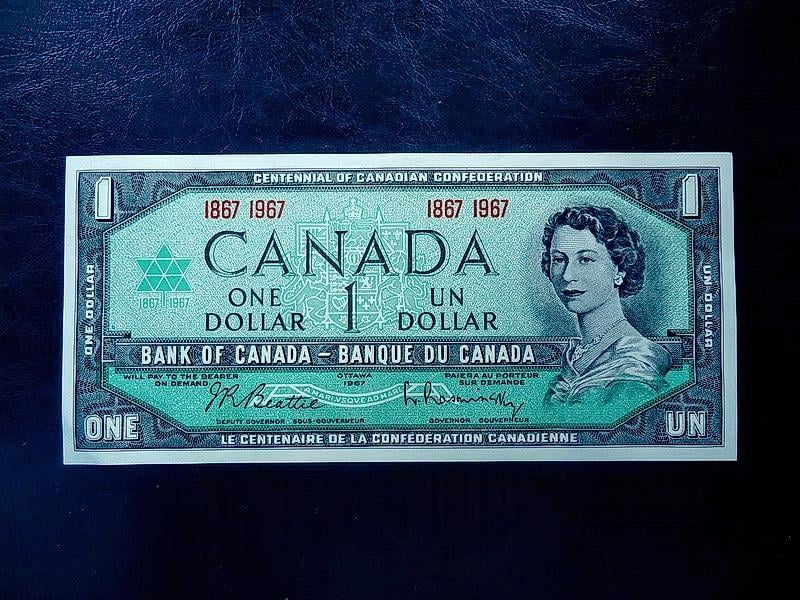 CENTENNIAL OF CANADIAN CONFEDERATION
1 1
1867 1967 1867 1967
CANADA
1867 1967
ONE DOLLAR 1 UN DOLLAR
ONE DOLLAR
UN DOLLAR
BANK OF CANADA – BANQUE DU CANADA
WILL PAY TO THE BEARER ON DEMAND
OTTAWA 1967
PAIERA AU PORTEUR SUR DEMANDE
J.R. Beattie L. Rasminsky
DEPUTY GOVERNOR · SOUS-GOUVERNEUR GOVERNOR · GOUVERNEUR
ONE UN
LE CENTENAIRE DE LA CONFEDERATION CANADIENNE